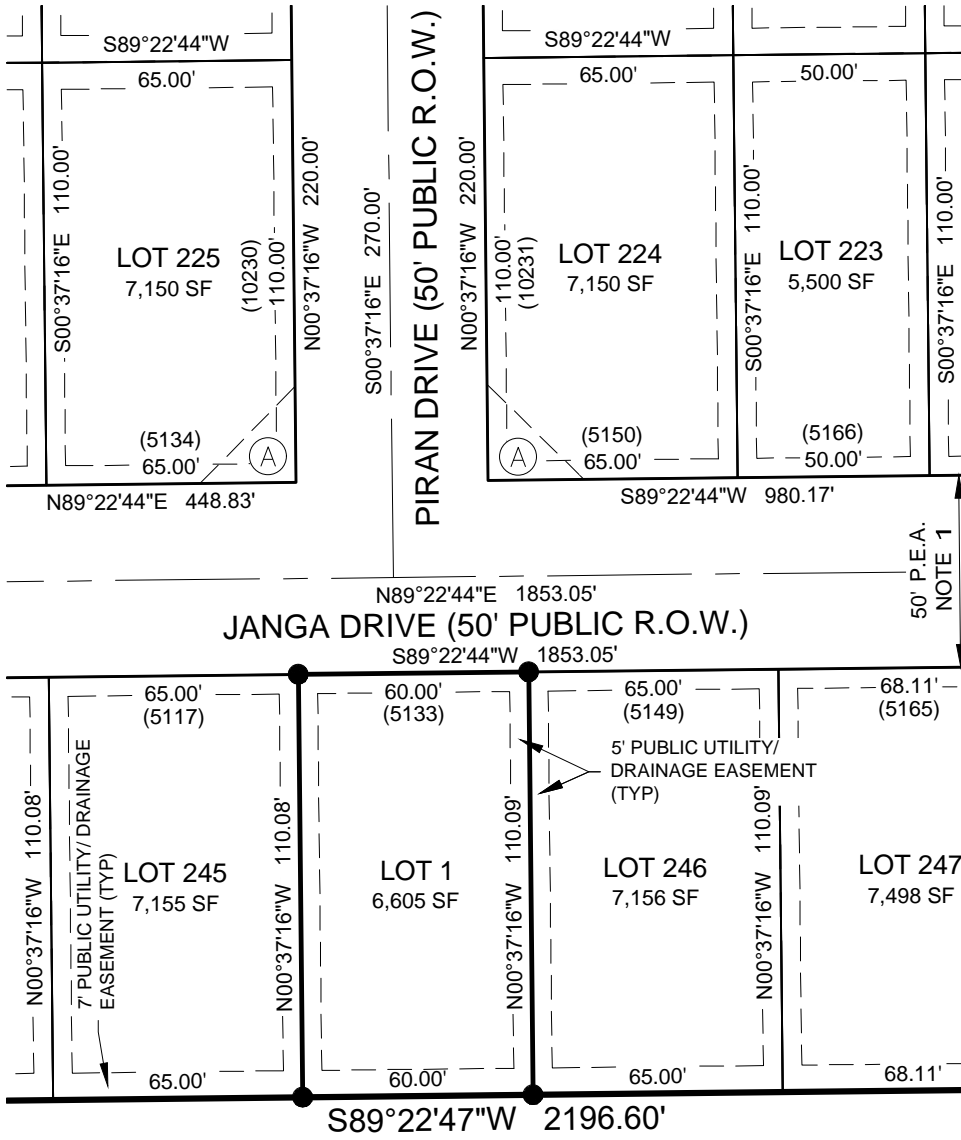 S89°22'44"W
S89°22'44"W
65.00'
65.00'
50.00'
S00°37'16"E 110.00'
LOT 225
7,150 SF
(10230)
110.00'
N00°37'16"W 220.00'
S00°37'16"E 270.00'
PIRAN DRIVE (50' PUBLIC R.O.W.)
N00°37'16"W 220.00'
110.00'
(10231)
LOT 224
7,150 SF
S00°37'16"E 110.00'
LOT 223
5,500 SF
S00°37'16"E 110.00'
(5134)
65.00'
A
A
(5150)
65.00'
(5166)
50.00'
N89°22'44"E 448.83'
S89°22'44"W 980.17'
50' P.E.A.
NOTE 1
N89°22'44"E 1853.05'
JANGA DRIVE (50' PUBLIC R.O.W.)
S89°22'44"W 1853.05'
65.00'
(5117)
60.00'
(5133)
65.00'
(5149)
68.11'
(5165)
5' PUBLIC UTILITY/
DRAINAGE EASEMENT
(TYP)
N00°37'16"W 110.08'
7' PUBLIC UTILITY/ DRAINAGE
EASEMENT (TYP)
LOT 245
7,155 SF
N00°37'16"W 110.08'
LOT 1
6,605 SF
N00°37'16"W 110.09'
LOT 246
7,156 SF
N00°37'16"W 110.09'
LOT 247
7,498 SF
65.00'
60.00'
65.00'
68.11'
S89°22'47"W 2196.60'